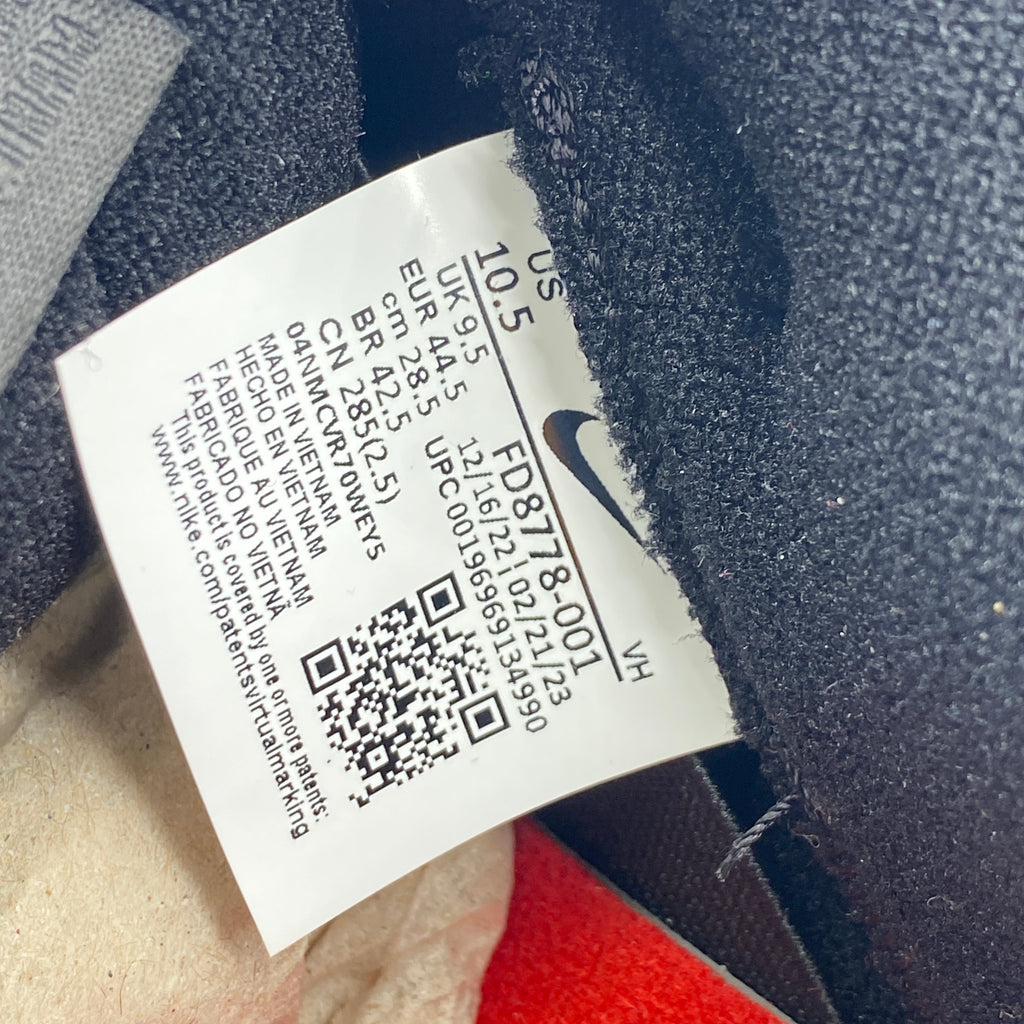 US
10.5
UK 9.5
EUR 44.5
cm 28.5
BR 42.5
CN 285(2.5)
04NMCVR70WEY5
MADE IN VIETNAM
HECHO EN VIETNAM
FABRIQUE AU VIETNAM
FABRICADO NO VIETNÃ
This product is covered by one or more patents:
www.nike.com/patentsvirtualmarking
VH
FD8778-001
12/16/22 | 02/21/23
UPC 00196969134990